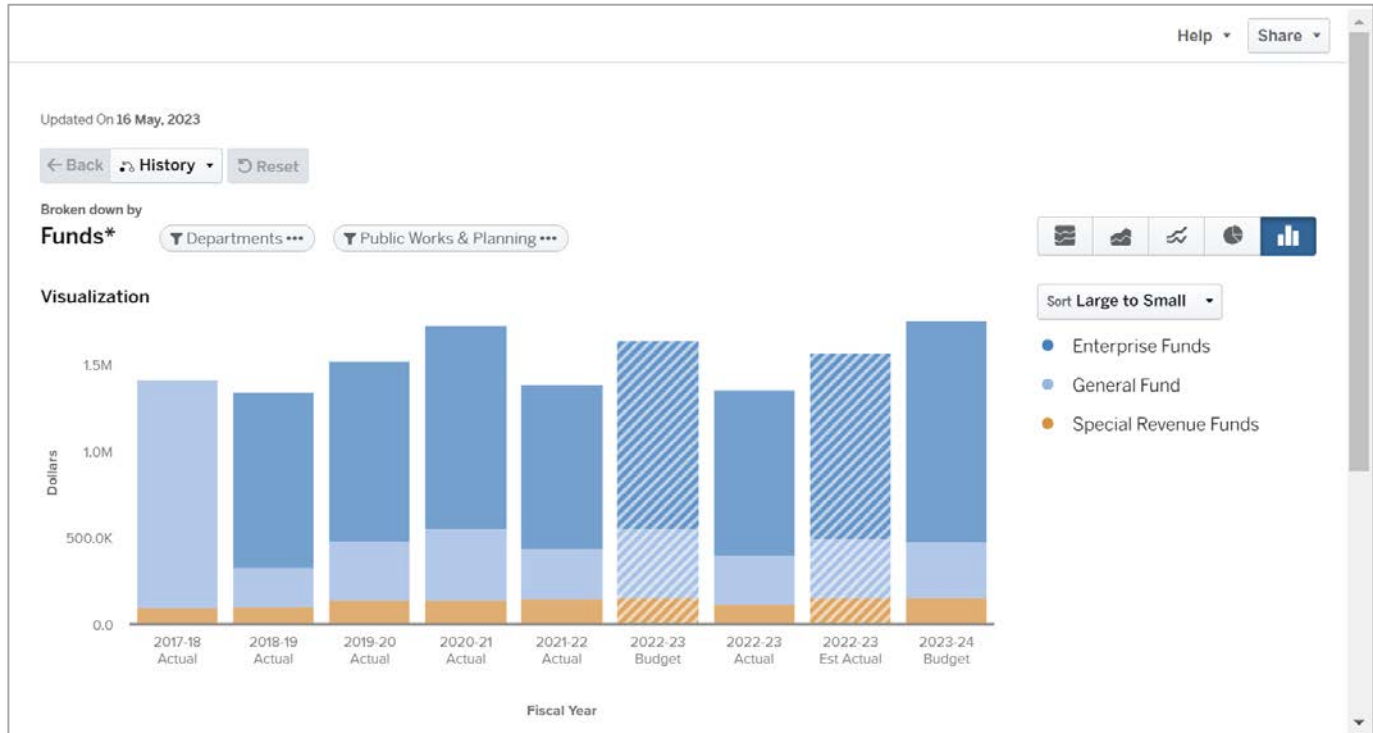 Help
Share
Updated On 16 May, 2023
Back
History
Reset
Broken down by
Funds*
Departments •••
Public Works & Planning •••
Visualization
Sort Large to Small
Enterprise Funds
General Fund
Special Revenue Funds
1.5M
1.0M
500.0K
0.0
Dollars
2017-18 Actual
2018-19 Actual
2019-20 Actual
2020-21 Actual
2021-22 Actual
2022-23 Budget
2022-23 Actual
2022-23 Est Actual
2023-24 Budget
Fiscal Year